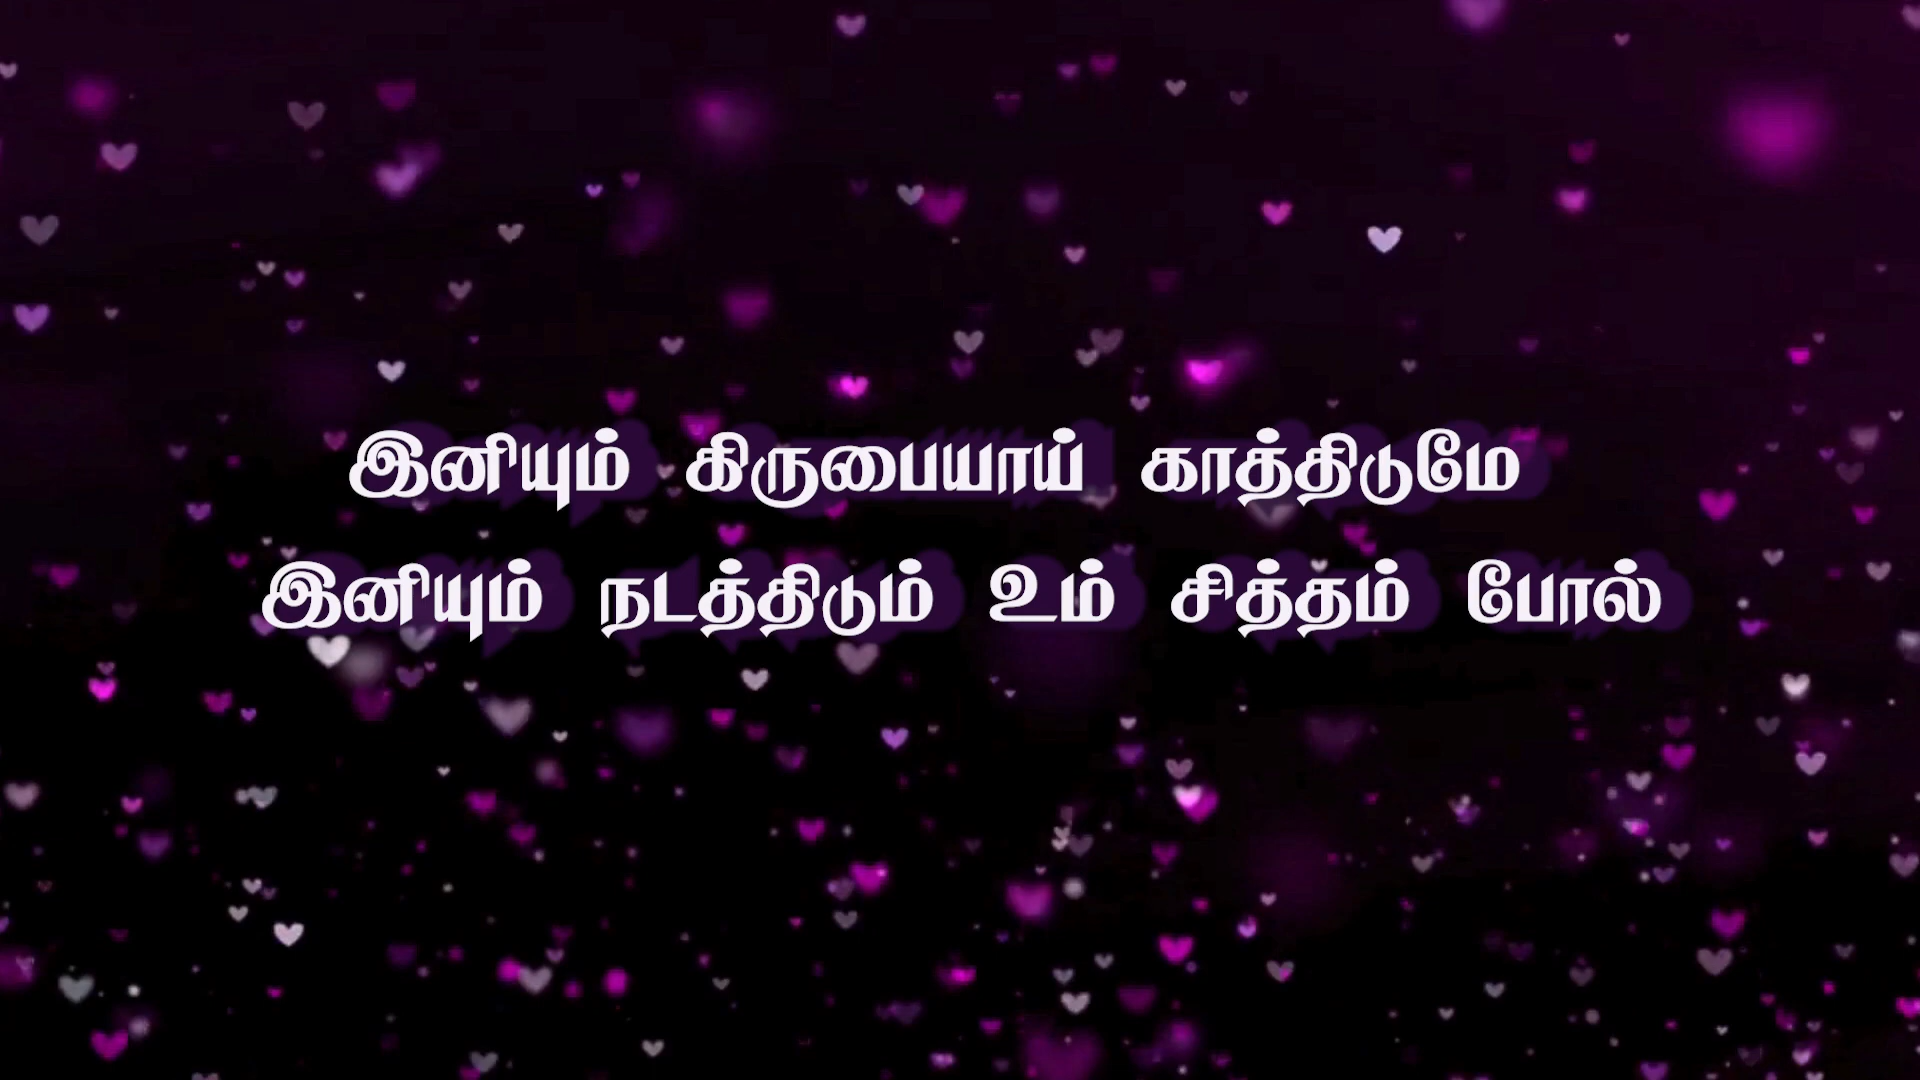 இனியும் கிருபையாய் காத்திடுமே
இனியும் நடத்திடும் உம் சித்தம் போல்